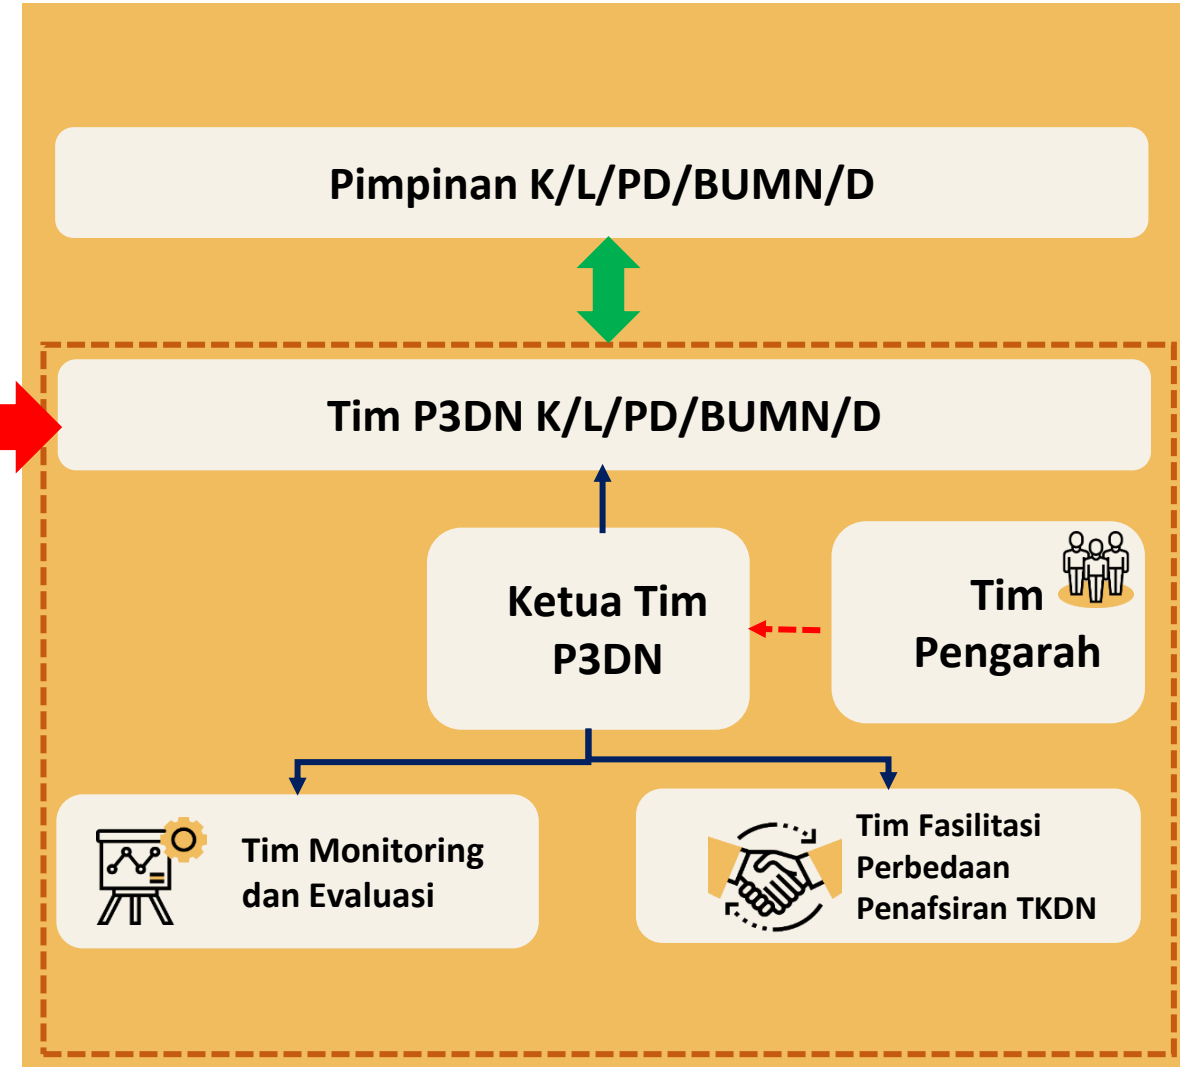 Pimpinan K/L/PD/BUMN/D
Tim P3DN K/L/PD/BUMN/D
Ketua Tim
P3DN
Tim
Pengarah
Tim Monitoring
dan Evaluasi
Tim Fasilitasi
Perbedaan
Penafsiran TKDN